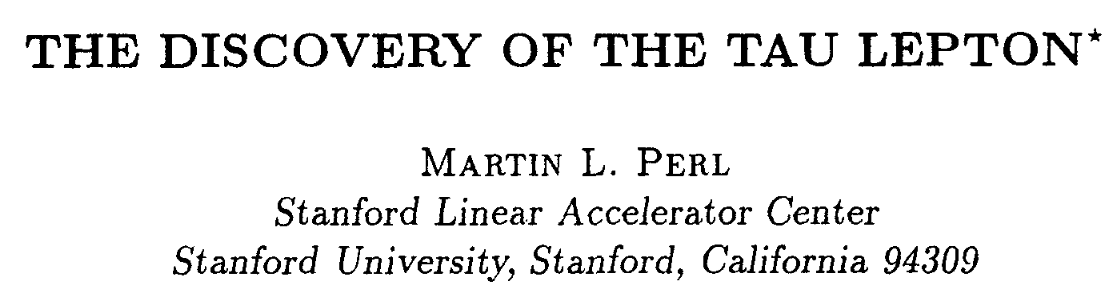 THE DISCOVERY OF THE TAU LEPTON*
MARTIN L. PERL
Stanford Linear Accelerator Center
Stanford University, Stanford, California 94309